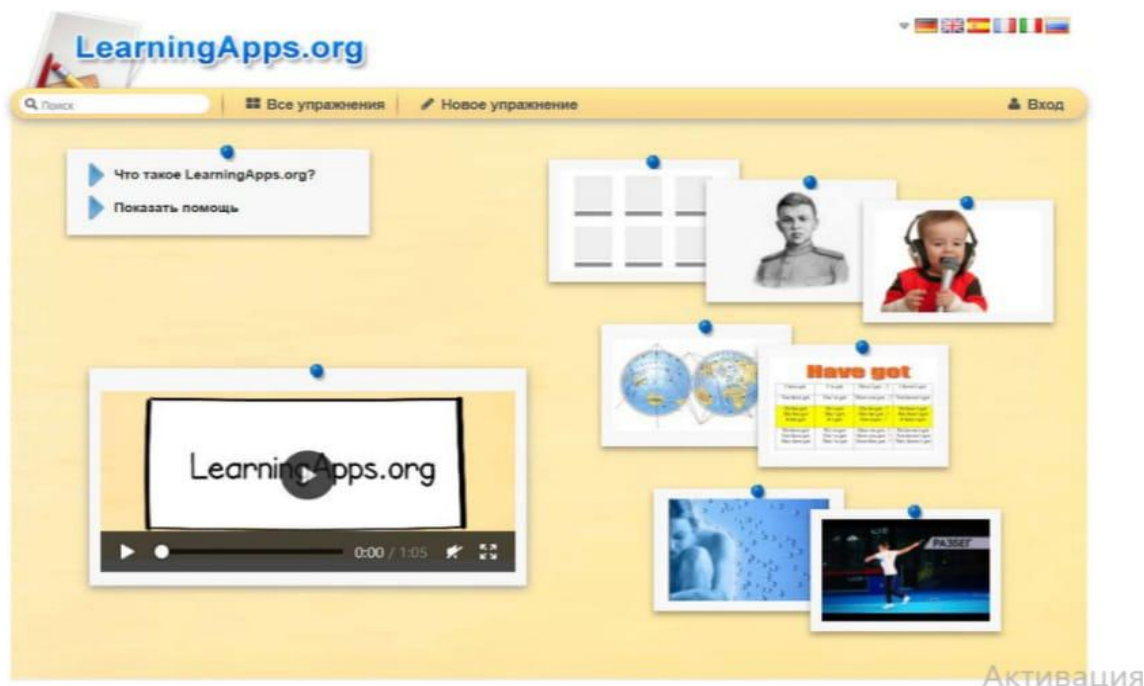 LearningApps.org
Поиск
Все упражнения
Новое упражнение
Вход
Что такое LearningApps.org?
Показать помощь
LearningApps.org
0:00 / 1:05
Have got
РАЗБЕГ
Активация